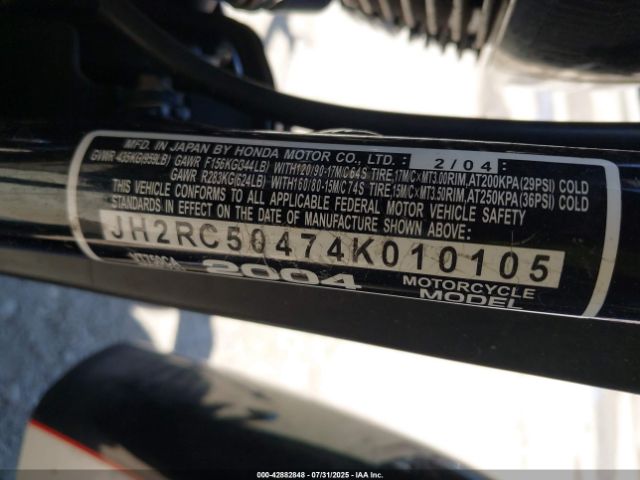 MFD. IN JAPAN BY HONDA MOTOR CO., LTD. : 2/04 :
GVWR 435KG(959LB) GAWR F156KG(344LB) WITH120/90-17M/C64S TIRE,17M/C×MT3.00RIM,AT200KPA(29PSI) COLD
GAWR R283KG(624LB) WITH160/80-15M/C74S TIRE,15M/C×MT3.50RIM,AT250KPA(36PSI) COLD
THIS VEHICLE CONFORMS TO ALL APPLICABLE FEDERAL MOTOR VEHICLE SAFETY
STANDARDS IN EFFECT ON THE DATE OF MANUFACTURE SHOWN ABOVE.
JH2RC50474K010105
VT750CA 2004 MOTORCYCLE
MODEL
000-42882848 - 07/31/2025 - COPYRIGHT IAA, LLC.